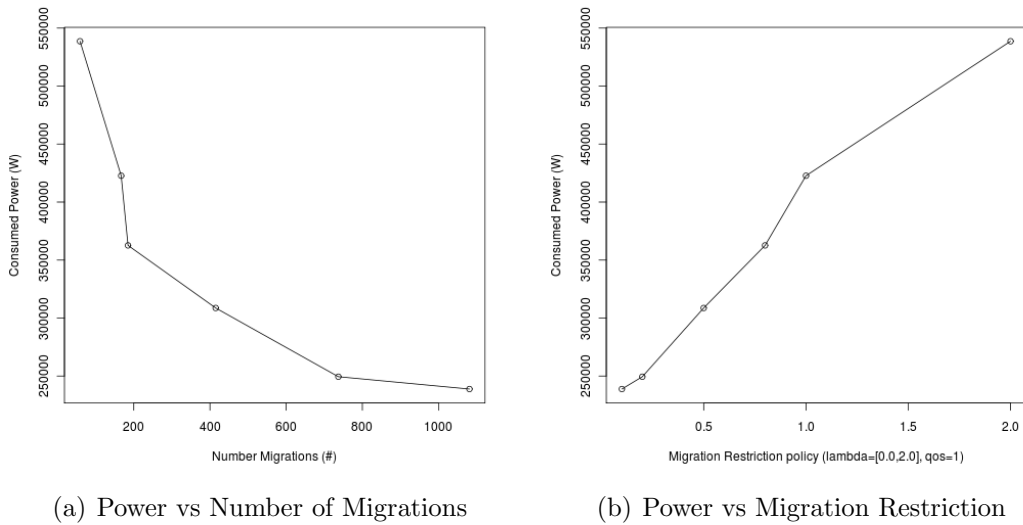 Consumed Power (W)
550000
500000
450000
400000
350000
300000
250000
200 400 600 800 1000
Number Migrations (#)
(a) Power vs Number of Migrations
Consumed Power (W)
550000
500000
450000
400000
350000
300000
250000
0.5 1.0 1.5 2.0
Migration Restriction policy (lambda=[0.0,2.0], qos=1)
(b) Power vs Migration Restriction